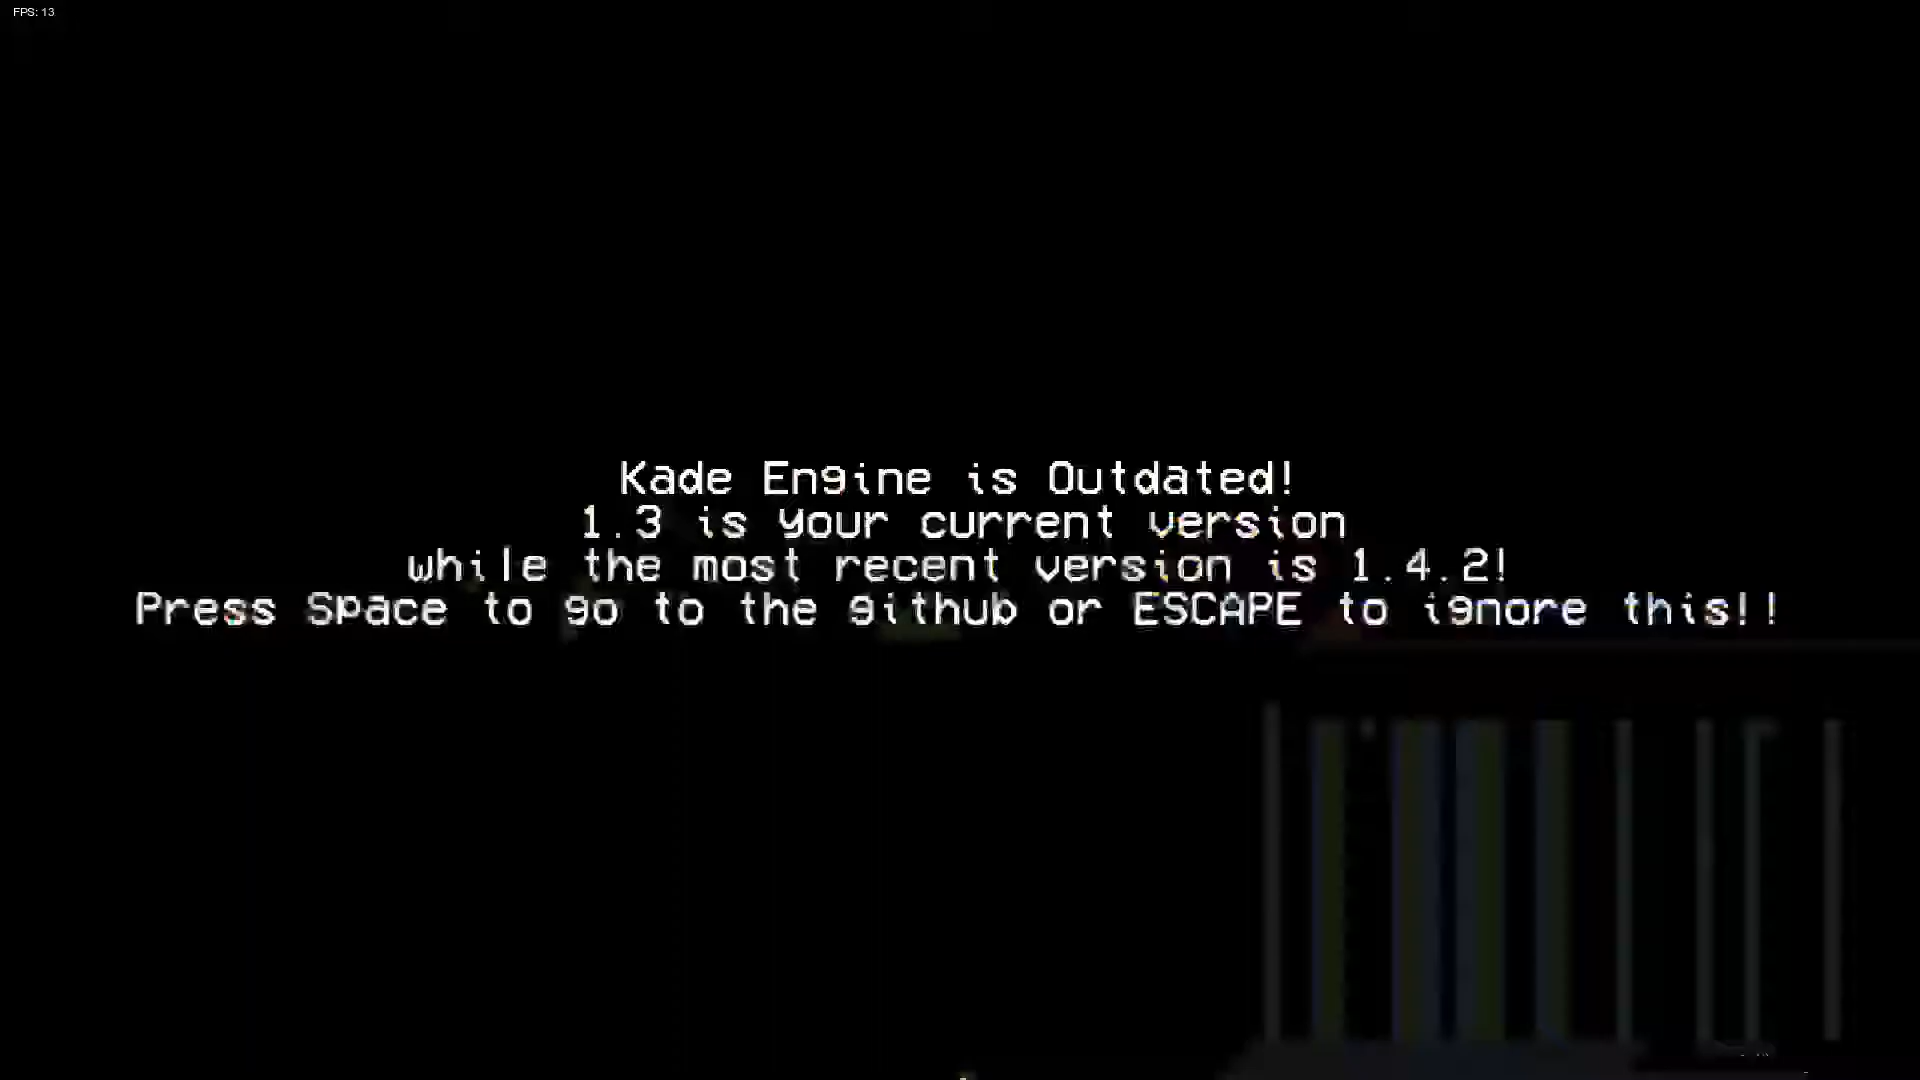 FPS: 13
Kade Engine is Outdated!
1.3 is your current version
while the most recent version is 1.4.2!
Press Space to go to the github or ESCAPE to ignore this!!